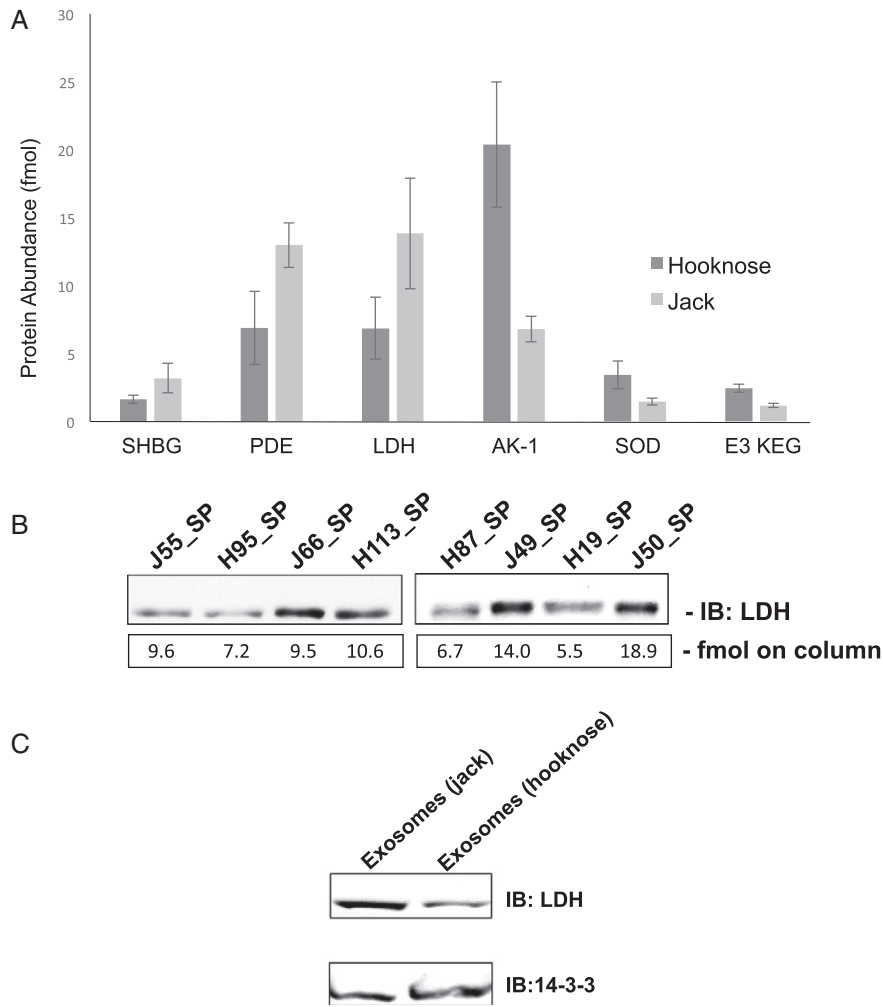 A
30
25
20
15
10
5
0
Protein Abundance (fmol)
Hooknose
Jack
SHBG PDE LDH AK-1 SOD E3 KEG
B
J55_SP H95_SP J66_SP H113_SP H87_SP J49_SP H19_SP J50_SP
- IB: LDH
9.6 7.2 9.5 10.6 6.7 14.0 5.5 18.9 - fmol on column
C
Exosomes (jack)
Exosomes (hooknose)
IB: LDH
IB:14-3-3